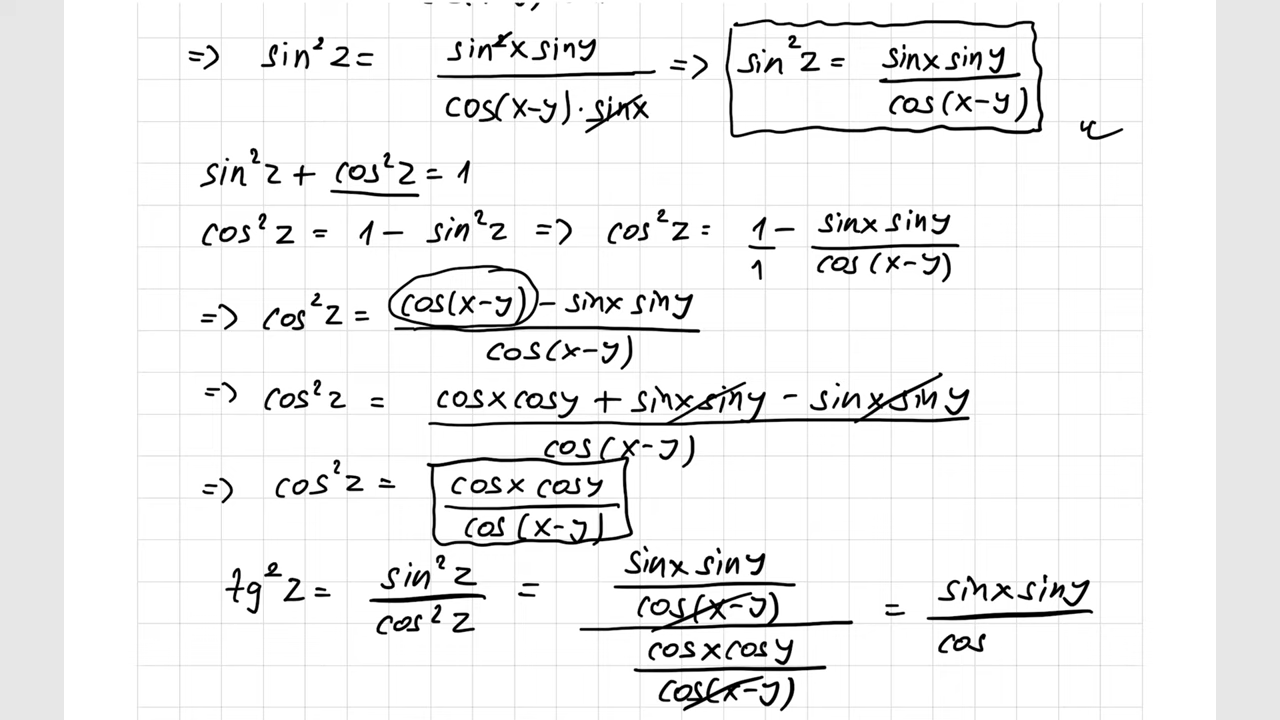 => sin²z = sin²x siny / cos(x-y) · sinx => sin²z = sinx siny / cos(x-y)
sin²z + cos²z = 1
cos²z = 1 - sin²z => cos²z = 1/1 - sinx siny / cos(x-y)
=> cos²z = cos(x-y) - sinx siny / cos(x-y)
=> cos²z = cosx cosy + sinx siny - sinx siny / cos(x-y)
=> cos²z = cosx cosy / cos(x-y)
tg²z = sin²z / cos²z = sinx siny / cos(x-y) / cosx cosy / cos(x-y) = sinx siny / cos